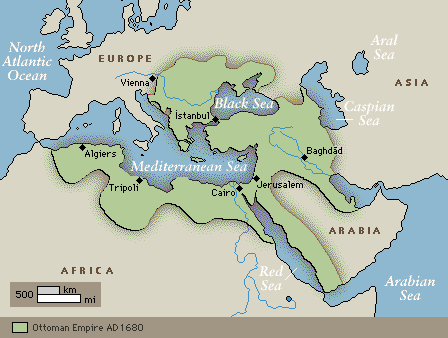 North
Atlantic
Ocean
EUROPE
Aral
Sea
Vienna
ASIA
Black Sea
İstanbul
Caspian
Sea
Algiers
Mediterranean Sea
Baghdād
Tripoli
Cairo
Jerusalem
ARABIA
AFRICA
Red
Sea
Arabian
Sea
500 km
mi
Ottoman Empire AD 1680